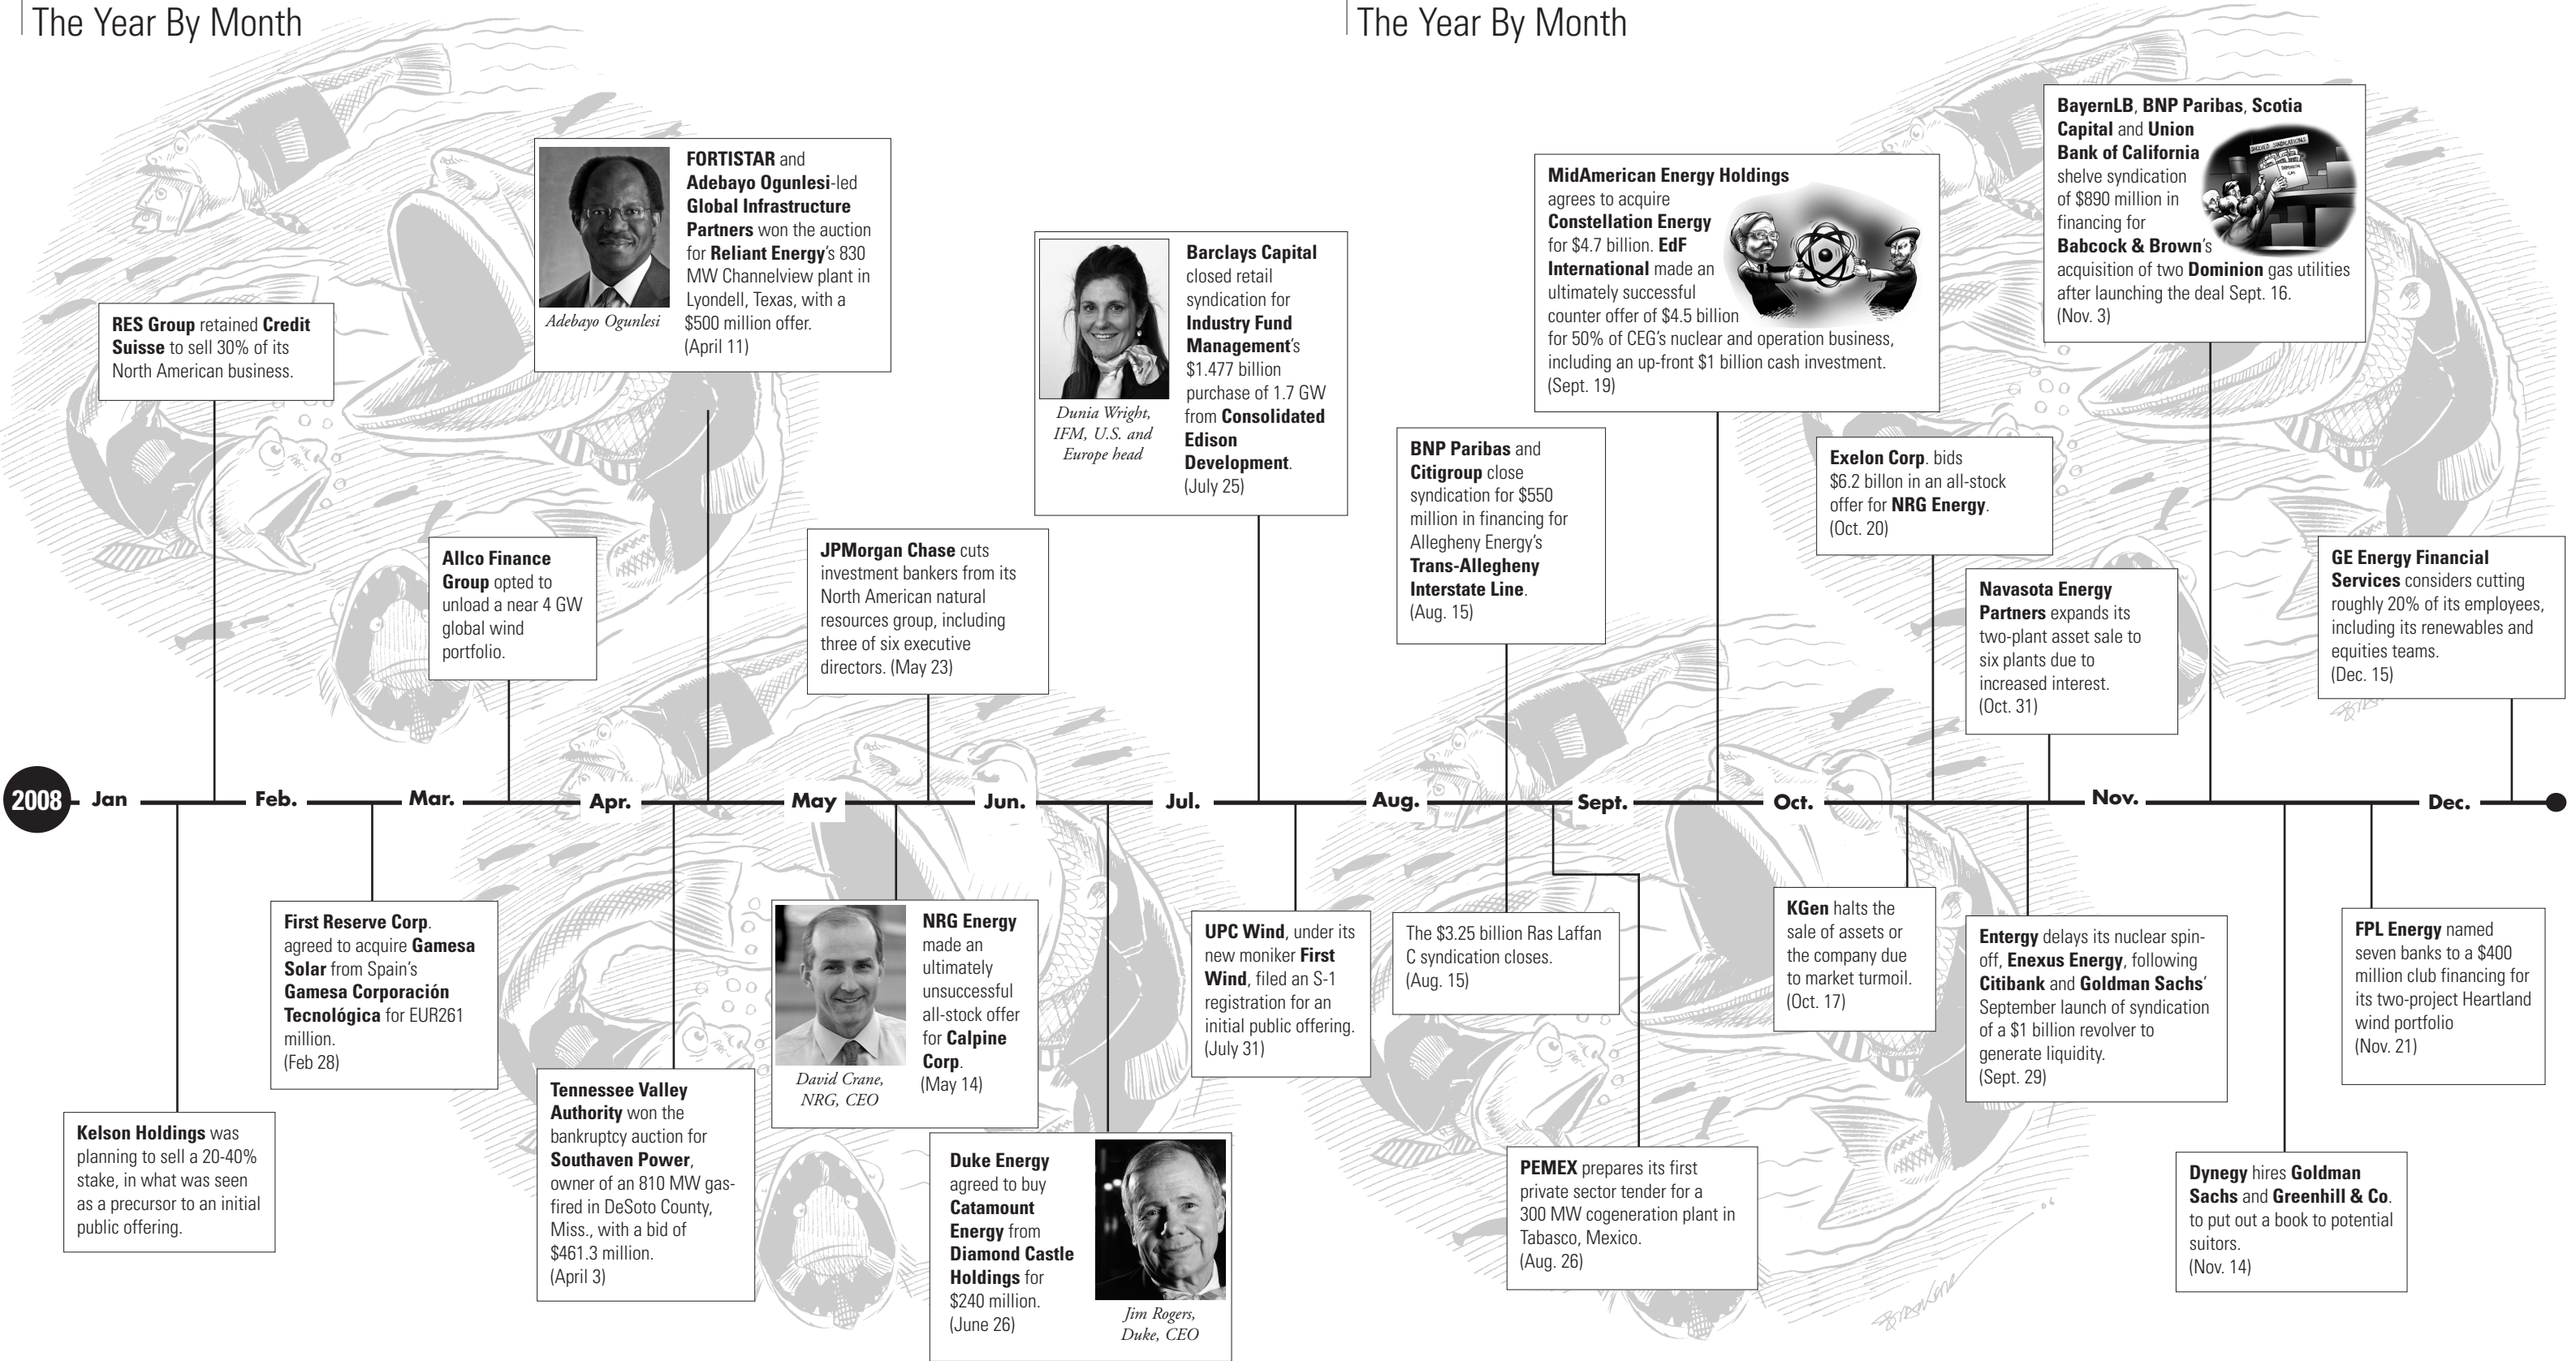 The Year By Month
The Year By Month
RES Group retained Credit
Suisse to sell 30% of its
North American business.
Allco Finance
Group opted to
unload a near 4 GW
global wind
portfolio.
Adebayo Ogunlesi
FORTISTAR and
Adebayo Ogunlesi-led
Global Infrastructure
Partners won the auction
for Reliant Energy's 830
MW Channelview plant in
Lyondell, Texas, with a
$500 million offer.
(April 11)
JPMorgan Chase cuts
investment bankers from its
North American natural
resources group, including
three of six executive
directors. (May 23)
Dunia Wright,
IFM, U.S. and
Europe head
Barclays Capital
closed retail
syndication for
Industry Fund
Management's
$1.477 billion
purchase of 1.7 GW
from Consolidated
Edison
Development.
(July 25)
BNP Paribas and
Citigroup close
syndication for $550
million in financing for
Allegheny Energy's
Trans-Allegheny
Interstate Line.
(Aug. 15)
MidAmerican Energy Holdings
agrees to acquire
Constellation Energy
for $4.7 billion. EdF
International made an
ultimately successful
counter offer of $4.5 billion
for 50% of CEG's nuclear and operation business,
including an up-front $1 billion cash investment.
(Sept. 19)
Exelon Corp. bids
$6.2 billon in an all-stock
offer for NRG Energy.
(Oct. 20)
Navasota Energy
Partners expands its
two-plant asset sale to
six plants due to
increased interest.
(Oct. 31)
BayernLB, BNP Paribas, Scotia
Capital and Union
Bank of California
shelve syndication
of $890 million in
financing for
Babcock & Brown's
acquisition of two Dominion gas utilities
after launching the deal Sept. 16.
(Nov. 3)
SHELVED SYNDICATIONS
GE Energy Financial
Services considers cutting
roughly 20% of its employees,
including its renewables and
equities teams.
(Dec. 15)
2008 Jan Feb. Mar. Apr. May Jun. Jul. Aug. Sept. Oct. Nov. Dec.
Kelson Holdings was
planning to sell a 20-40%
stake, in what was seen
as a precursor to an initial
public offering.
First Reserve Corp.
agreed to acquire Gamesa
Solar from Spain's
Gamesa Corporación
Tecnológica for EUR261
million.
(Feb 28)
Tennessee Valley
Authority won the
bankruptcy auction for
Southaven Power,
owner of an 810 MW gas-
fired in DeSoto County,
Miss., with a bid of
$461.3 million.
(April 3)
David Crane,
NRG, CEO
NRG Energy
made an
ultimately
unsuccessful
all-stock offer
for Calpine
Corp.
(May 14)
Duke Energy
agreed to buy
Catamount
Energy from
Diamond Castle
Holdings for
$240 million.
(June 26)
Jim Rogers,
Duke, CEO
UPC Wind, under its
new moniker First
Wind, filed an S-1
registration for an
initial public offering.
(July 31)
The $3.25 billion Ras Laffan
C syndication closes.
(Aug. 15)
PEMEX prepares its first
private sector tender for a
300 MW cogeneration plant in
Tabasco, Mexico.
(Aug. 26)
KGen halts the
sale of assets or
the company due
to market turmoil.
(Oct. 17)
Entergy delays its nuclear spin-
off, Enexus Energy, following
Citibank and Goldman Sachs'
September launch of syndication
of a $1 billion revolver to
generate liquidity.
(Sept. 29)
Dynegy hires Goldman
Sachs and Greenhill & Co.
to put out a book to potential
suitors.
(Nov. 14)
FPL Energy named
seven banks to a $400
million club financing for
its two-project Heartland
wind portfolio
(Nov. 21)